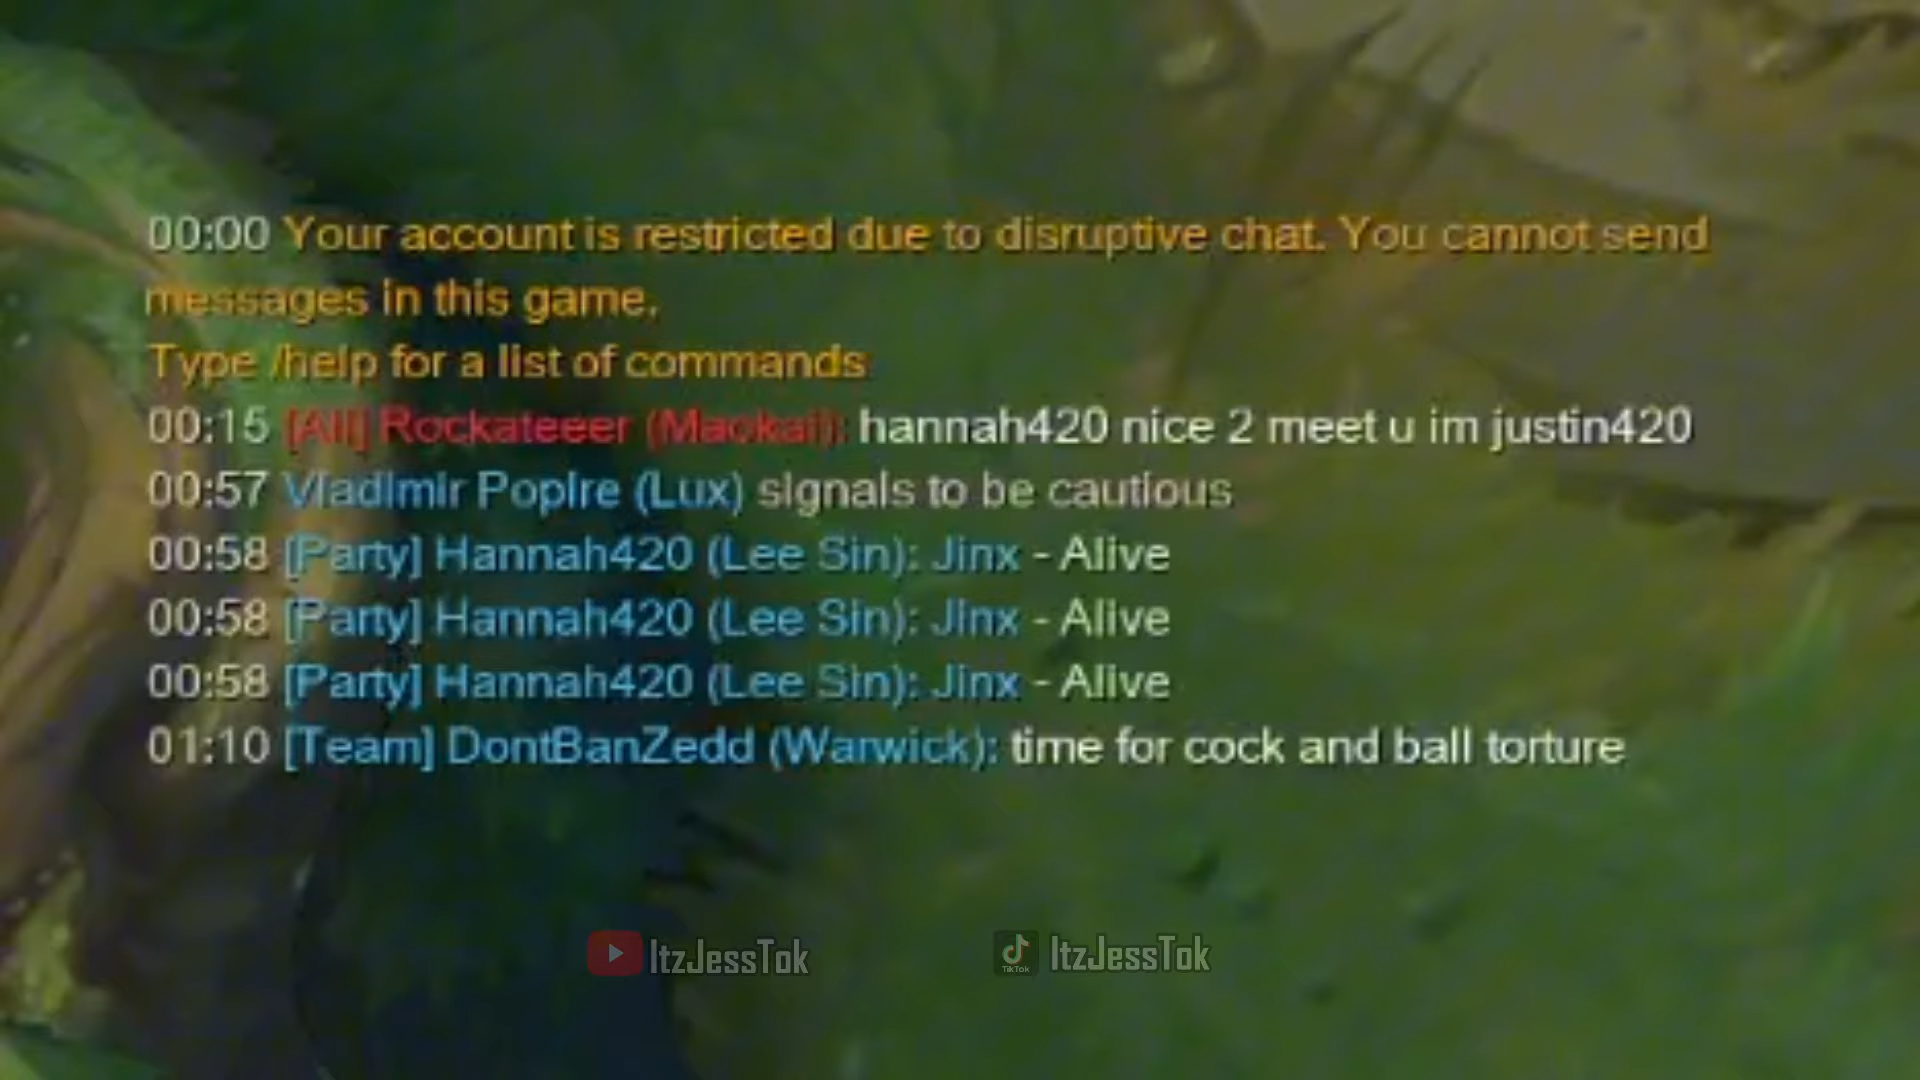 00:00 Your account is restricted due to disruptive chat. You cannot send
messages in this game.
Type /help for a list of commands
00:15 [All] Rockateeer (Maokai): hannah420 nice 2 meet u im justin420
00:57 Vladimir Popire (Lux) signals to be cautious
00:58 [Party] Hannah420 (Lee Sin): Jinx - Alive
00:58 [Party] Hannah420 (Lee Sin): Jinx - Alive
00:58 [Party] Hannah420 (Lee Sin): Jinx - Alive
01:10 [Team] DontBanZedd (Warwick): time for cock and ball torture
ItzJessTok TikTok ItzJessTok